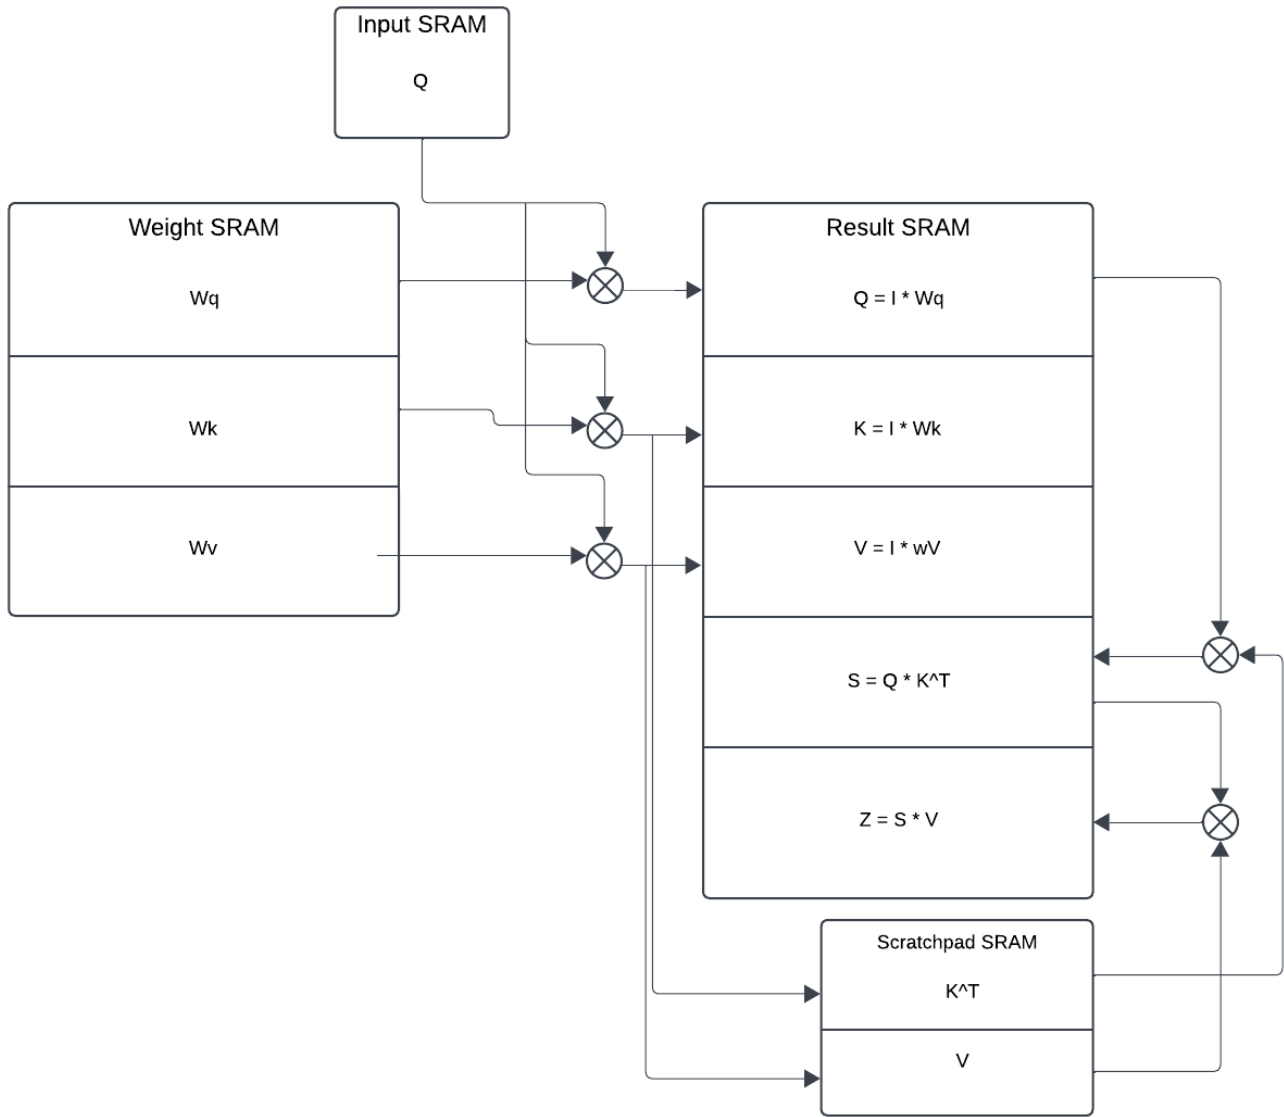 Input SRAM
Q
Weight SRAM
Wq
Wk
Wv
Result SRAM
Q = I * Wq
K = I * Wk
V = I * wV
S = Q * K^T
Z = S * V
Scratchpad SRAM
K^T
V